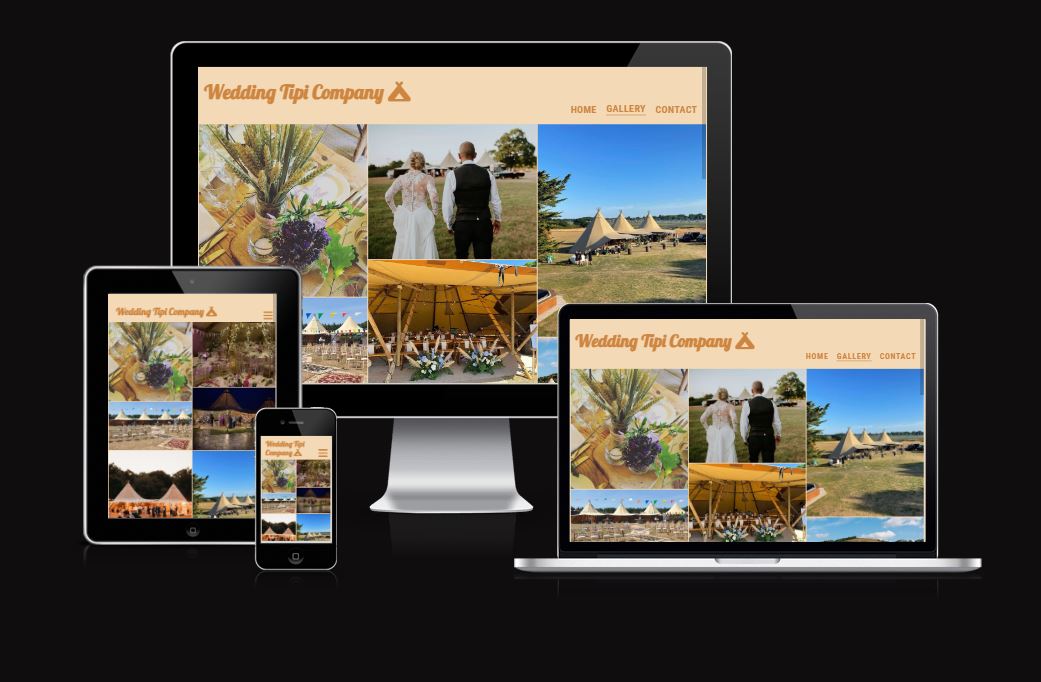 Wedding Tipi Company
HOME GALLERY CONTACT
Wedding Tipi Company
Wedding Tipi
Company
Wedding Tipi Company
HOME GALLERY CONTACT